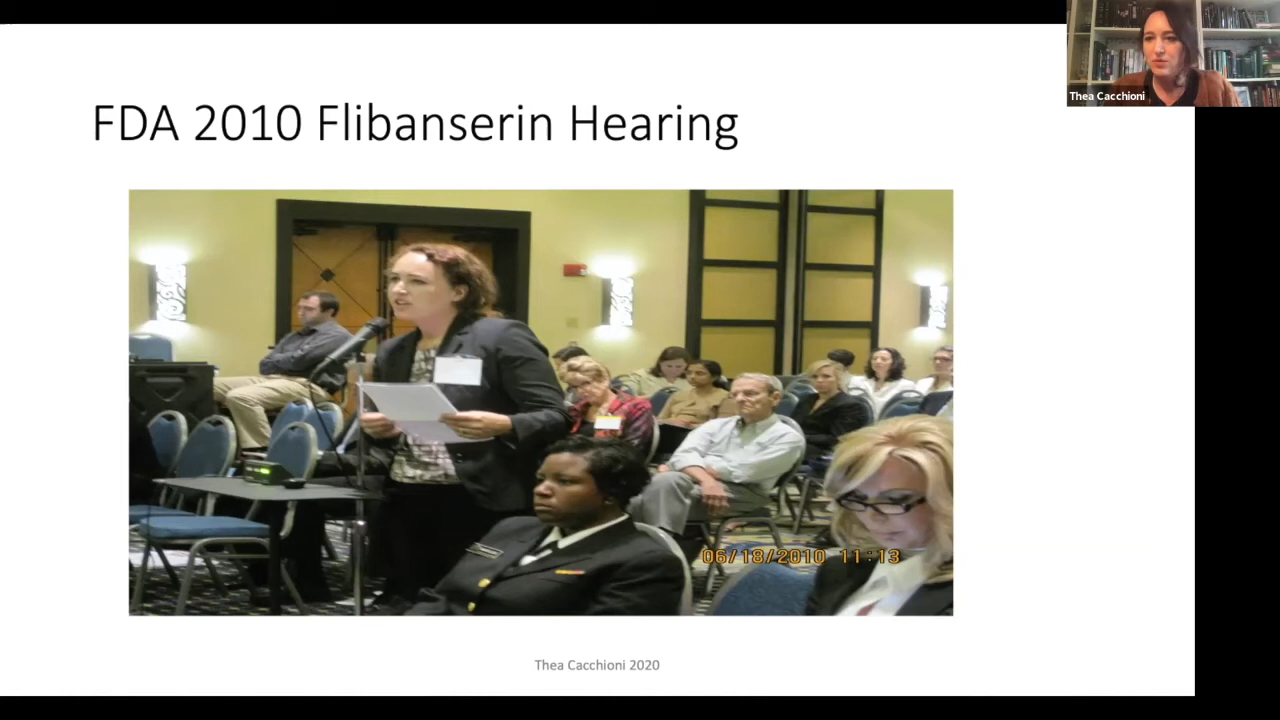 Thea Cacchioni
FDA 2010 Flibanserin Hearing
06/18/2010 11:13
Thea Cacchioni 2020